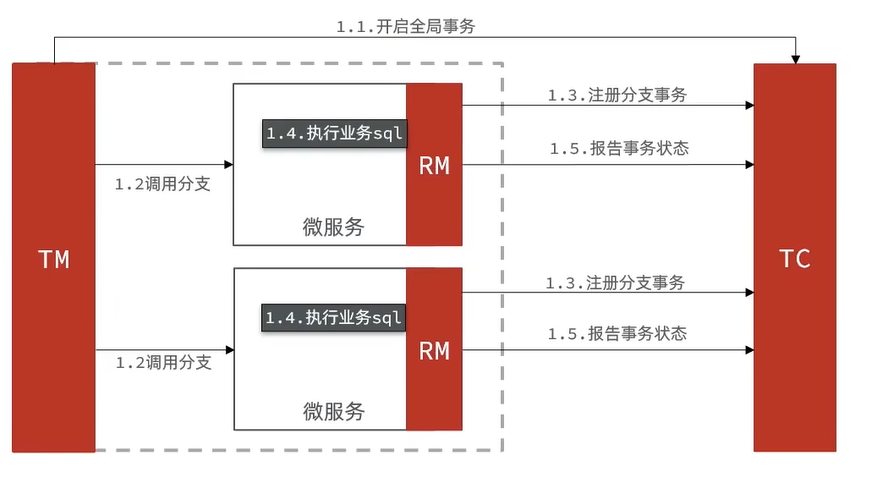 1.1.开启全局事务
1.3.注册分支事务
1.4.执行业务sql
1.5.报告事务状态
RM
1.2调用分支
微服务
TM
TC
1.3.注册分支事务
1.4.执行业务sql
1.5.报告事务状态
RM
1.2调用分支
微服务